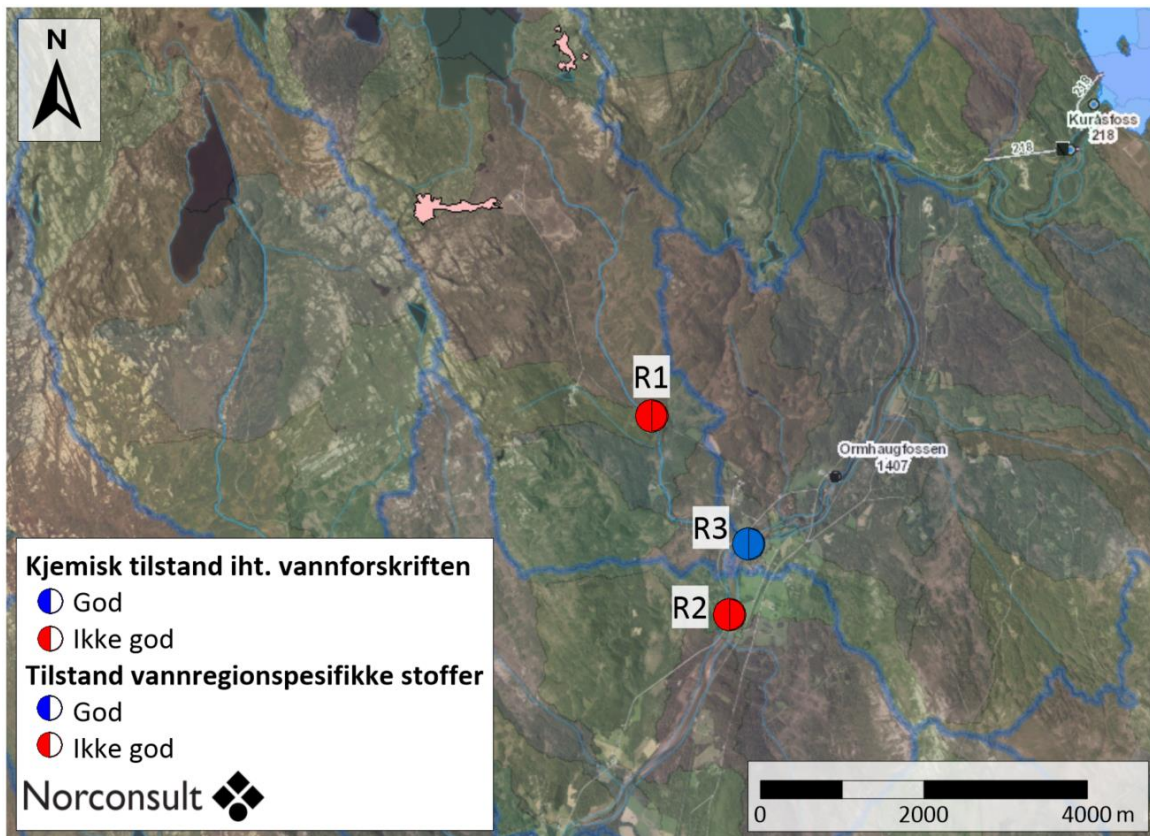 N
218
Kuråsfoss
218
218
R1
Ormhaugfossen
1407
R3
R2
Kjemisk tilstand iht. vannforskriften
God
Ikke god
Tilstand vannregionspesifikke stoffer
God
Ikke god
Norconsult
0 2000 4000 m